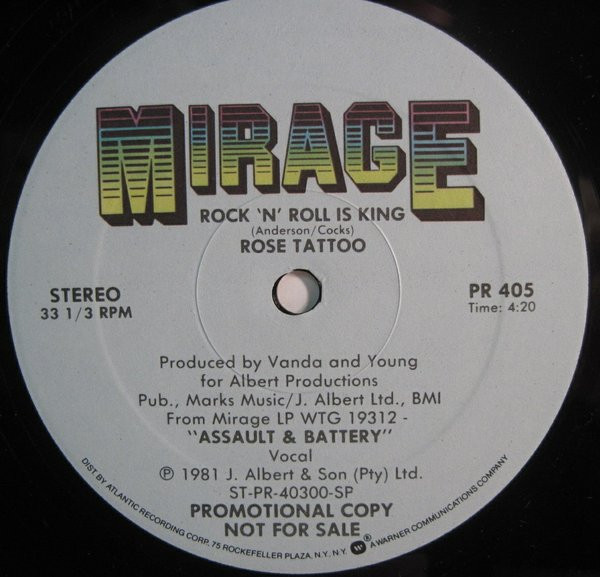 MIRAGE
ROCK 'N' ROLL IS KING
(Anderson/Cocks)
ROSE TATTOO
STEREO
33 1/3 RPM
PR 405
Time: 4:20
Produced by Vanda and Young
for Albert Productions
Pub., Marks Music/J. Albert Ltd., BMI
From Mirage LP WTG 19312 -
"ASSAULT & BATTERY"
Vocal
℗ 1981 J. Albert & Son (Pty) Ltd.
ST-PR-40300-SP
PROMOTIONAL COPY
NOT FOR SALE
DIST BY ATLANTIC RECORDING CORP. 75 ROCKEFELLER PLAZA, N.Y. N.Y. W ® A WARNER COMMUNICATIONS COMPANY